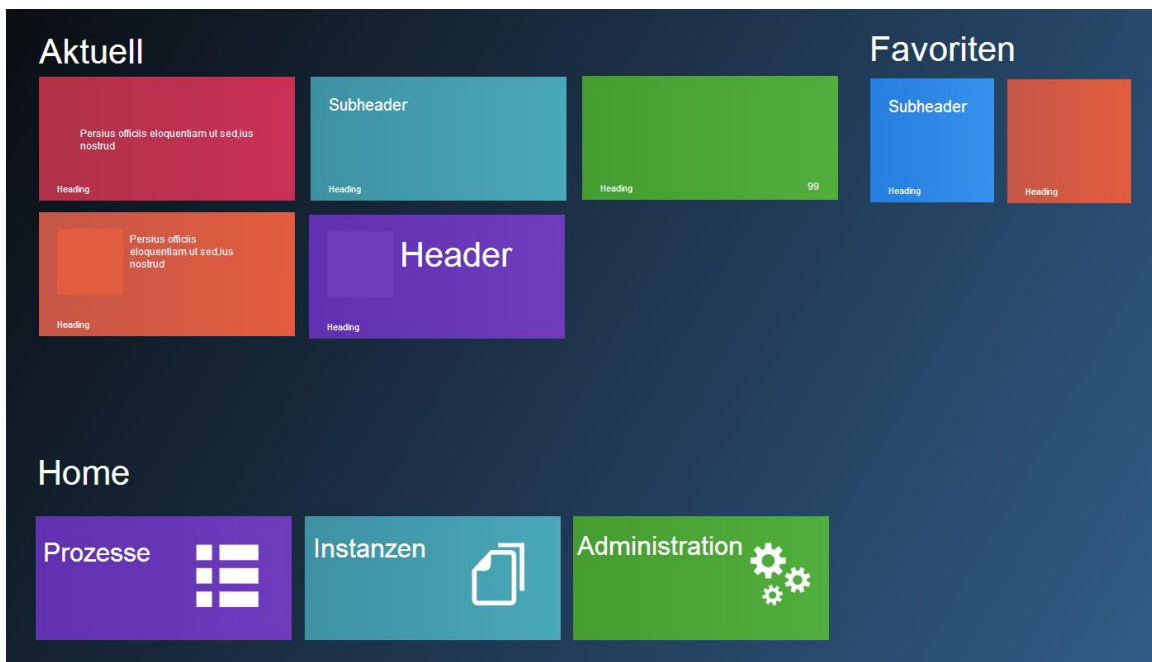 Aktuell
Persius officiis eloquentiam ut sed,ius
nostrud
Heading
Subheader
Heading
Heading
99
Persius officiis
eloquentiam ut sed,ius
nostrud
Heading
Header
Heading
Favoriten
Subheader
Heading
Heading
Home
Prozesse
Instanzen
Administration